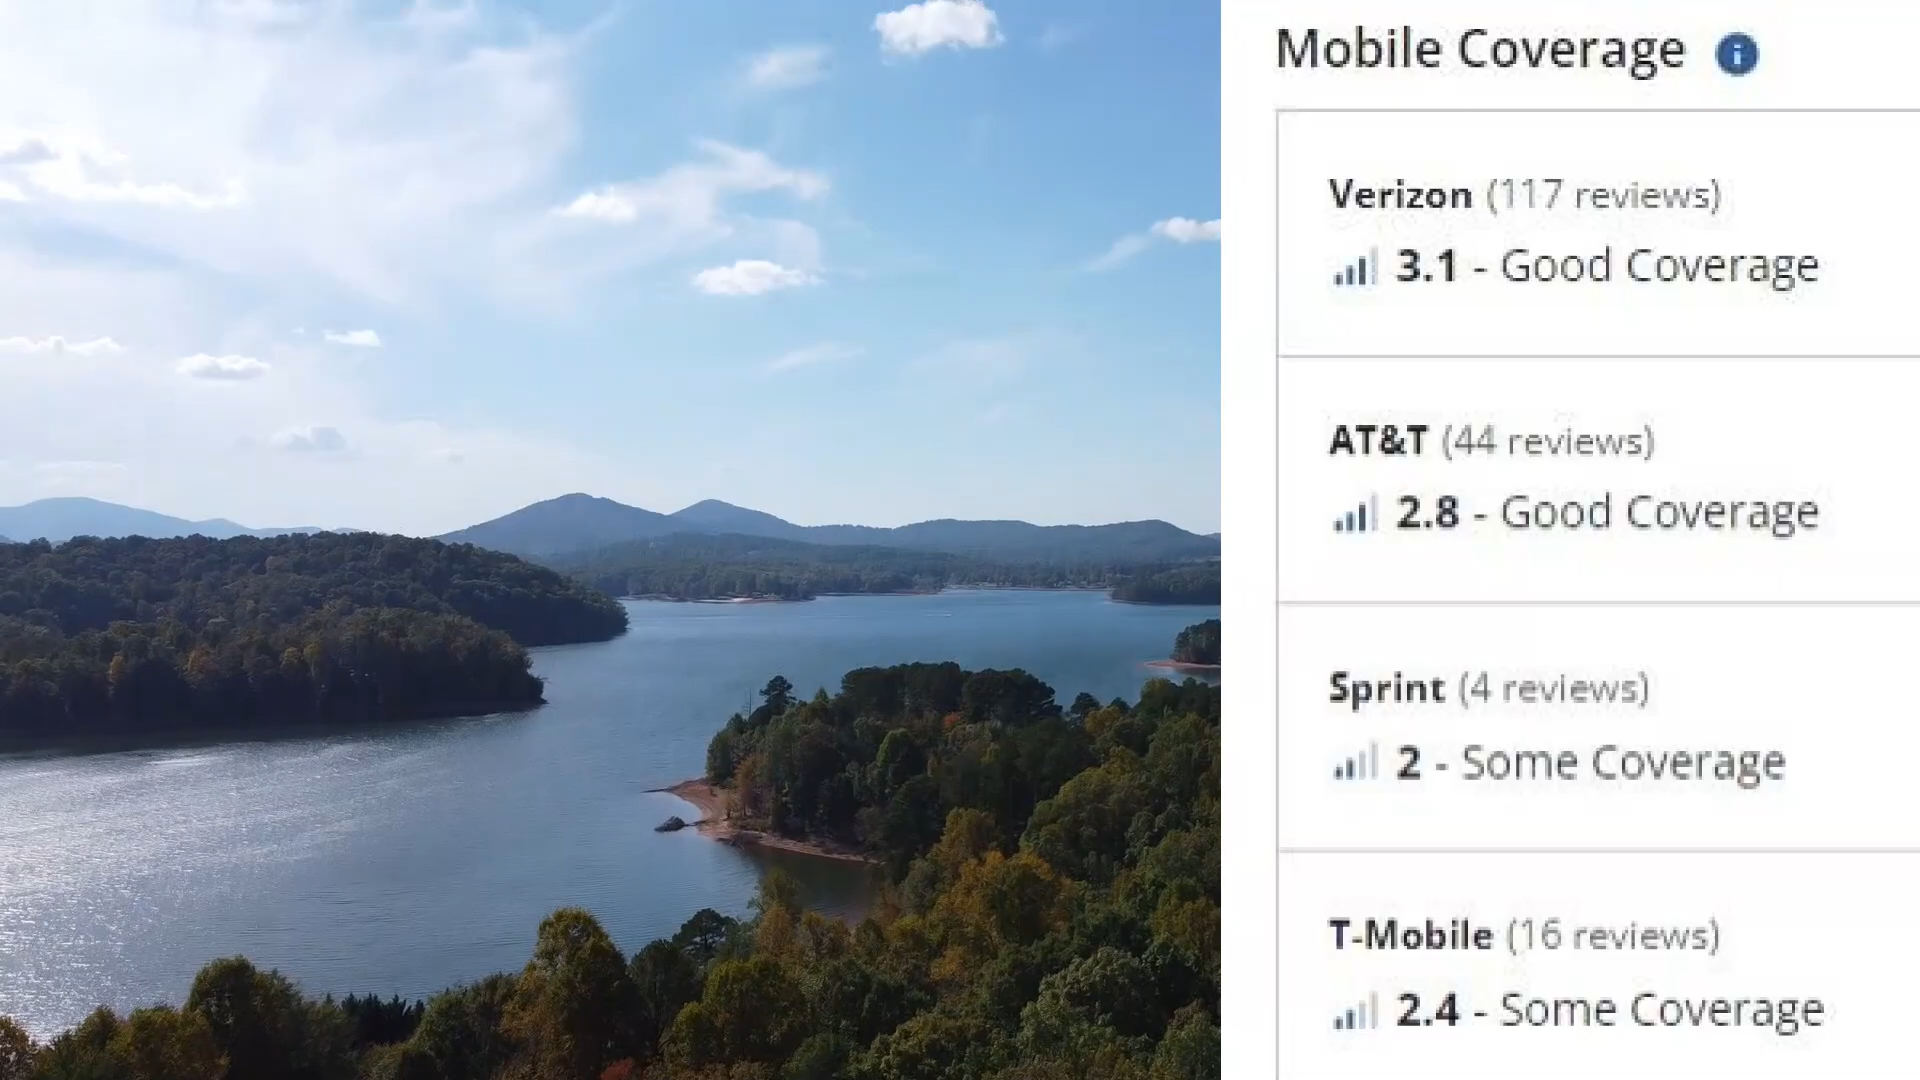 Mobile Coverage
Verizon (117 reviews)
3.1 - Good Coverage
AT&T (44 reviews)
2.8 - Good Coverage
Sprint (4 reviews)
2 - Some Coverage
T-Mobile (16 reviews)
2.4 - Some Coverage